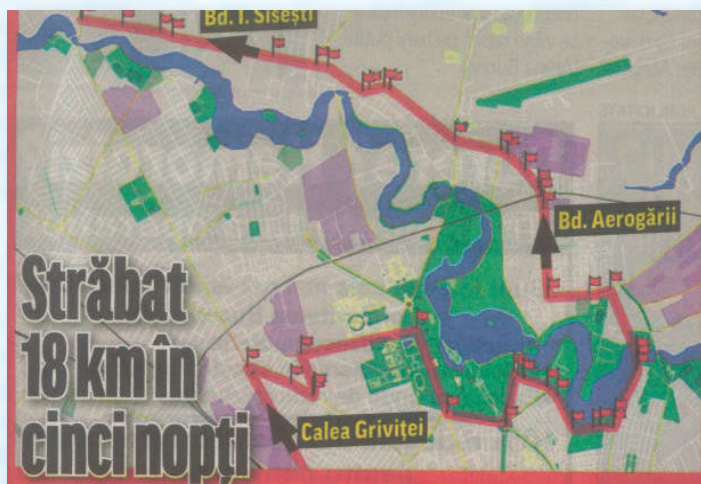 Bd. I. Sisești
Bd. Aerogării
Străbat
18 km în
cinci nopți
Calea Griviței